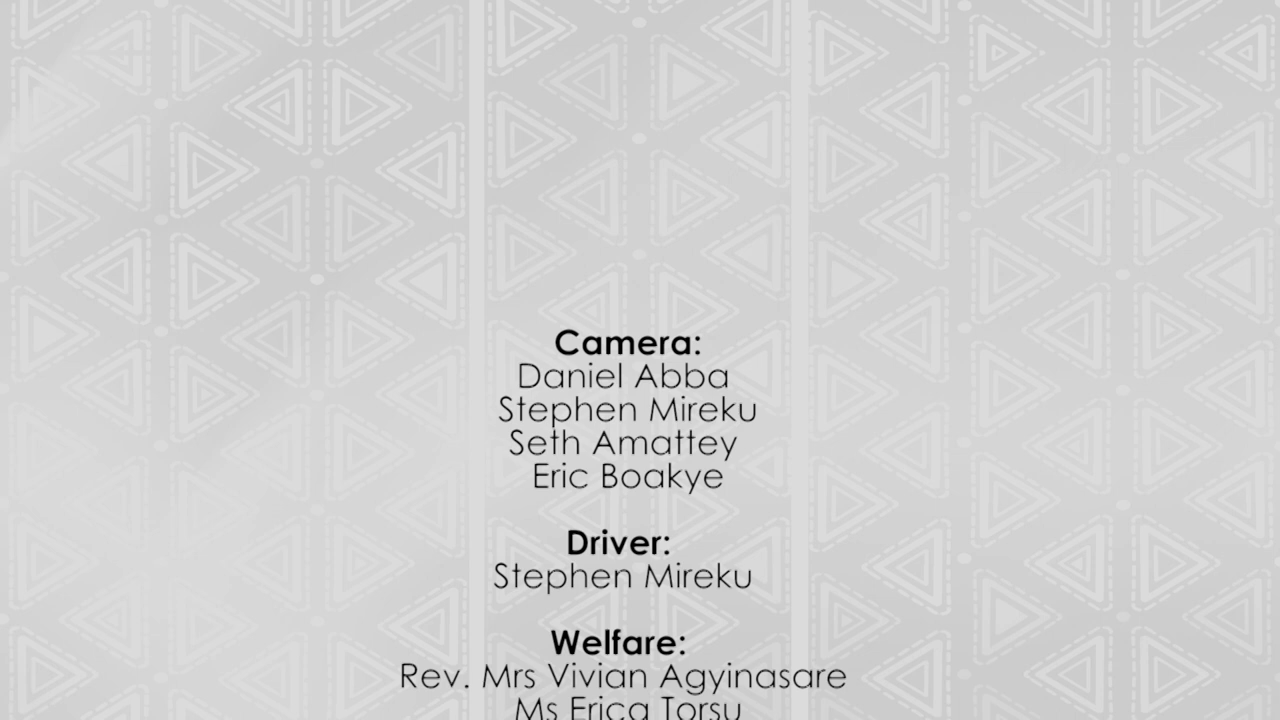 Camera:
Daniel Abba
Stephen Mireku
Seth Amattey
Eric Boakye
Driver:
Stephen Mireku
Welfare:
Rev. Mrs Vivian Agyinasare
Ms Erica Torsu